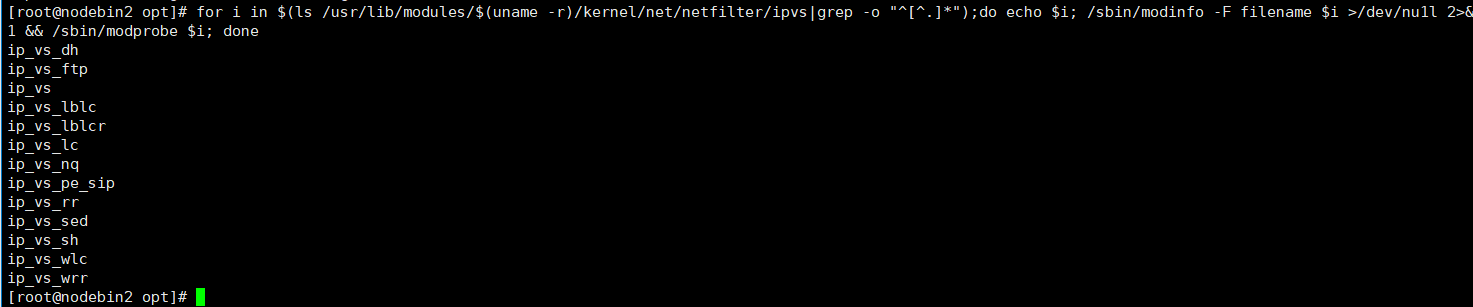 [root@nodebin2 opt]# for i in $(ls /usr/lib/modules/$(uname -r)/kernel/net/netfilter/ipvs|grep -o "^[^.]*");do echo $i; /sbin/modinfo -F filename $i >/dev/null 2>&
1 && /sbin/modprobe $i; done
ip_vs_dh
ip_vs_ftp
ip_vs
ip_vs_lblc
ip_vs_lblcr
ip_vs_lc
ip_vs_nq
ip_vs_pe_sip
ip_vs_rr
ip_vs_sed
ip_vs_sh
ip_vs_wlc
ip_vs_wrr
[root@nodebin2 opt]#